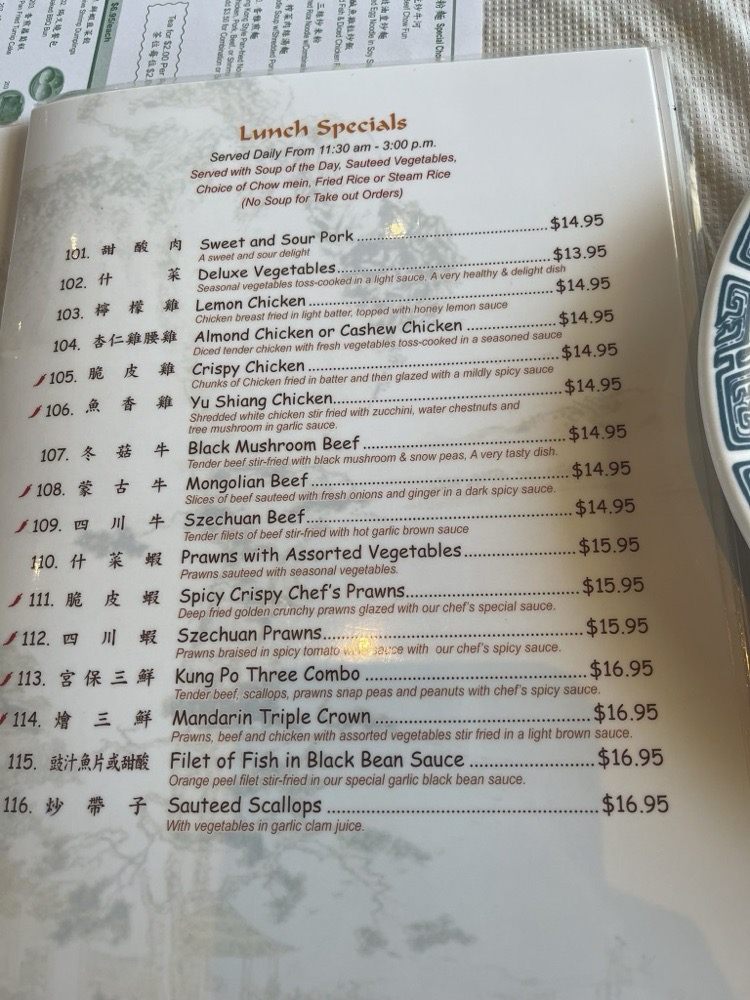 $6.95/each
Tea for $2.00 Per
Lunch Specials
Served Daily From 11:30 am - 3:00 p.m.
Served with Soup of the Day, Sauteed Vegetables,
Choice of Chow mein, Fried Rice or Steam Rice
(No Soup for Take out Orders)
101. 甜酸肉 Sweet and Sour Pork $14.95
A sweet and sour delight
102. 什菜 Deluxe Vegetables $13.95
Seasonal vegetables toss-cooked in a light sauce, A very healthy & delight dish
103. 檸檬雞 Lemon Chicken $14.95
Chicken breast fried in light batter, topped with honey lemon sauce
104. 杏仁雞腰雞 Almond Chicken or Cashew Chicken $14.95
Diced tender chicken with fresh vegetables toss-cooked in a seasoned sauce
105. 脆皮雞 Crispy Chicken $14.95
Chunks of Chicken fried in batter and then glazed with a mildly spicy sauce
106. 魚香雞 Yu Shiang Chicken $14.95
Shredded white chicken stir fried with zucchini, water chestnuts and
tree mushroom in garlic sauce.
107. 冬菇牛 Black Mushroom Beef $14.95
Tender beef stir-fried with black mushroom & snow peas, A very tasty dish.
108. 蒙古牛 Mongolian Beef $14.95
Slices of beef sauteed with fresh onions and ginger in a dark spicy sauce.
109. 四川牛 Szechuan Beef $14.95
Tender filets of beef stir-fried with hot garlic brown sauce
110. 什菜蝦 Prawns with Assorted Vegetables $15.95
Prawns sauteed with seasonal vegetables.
111. 脆皮蝦 Spicy Crispy Chef's Prawns $15.95
Deep fried golden crunchy prawns glazed with our chef's special sauce.
112. 四川蝦 Szechuan Prawns $15.95
Prawns braised in spicy tomato sauce with our chef's spicy sauce.
113. 宮保三鮮 Kung Po Three Combo $16.95
Tender beef, scallops, prawns snap peas and peanuts with chef's spicy sauce.
114. 燴三鮮 Mandarin Triple Crown $16.95
Prawns, beef and chicken with assorted vegetables stir fried in a light brown sauce.
115. 豉汁魚片或甜酸 Filet of Fish in Black Bean Sauce $16.95
Orange peel filet stir-fried in our special garlic black bean sauce.
116. 炒帶子 Sauteed Scallops $16.95
With vegetables in garlic clam juice.